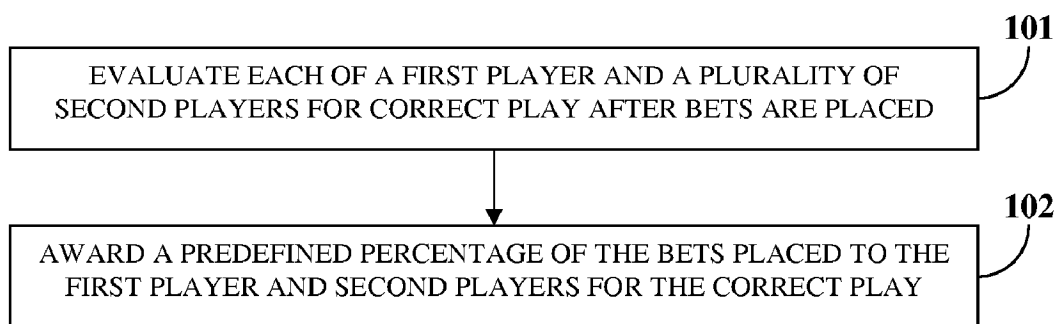 101
EVALUATE EACH OF A FIRST PLAYER AND A PLURALITY OF
SECOND PLAYERS FOR CORRECT PLAY AFTER BETS ARE PLACED
102
AWARD A PREDEFINED PERCENTAGE OF THE BETS PLACED TO THE
FIRST PLAYER AND SECOND PLAYERS FOR THE CORRECT PLAY